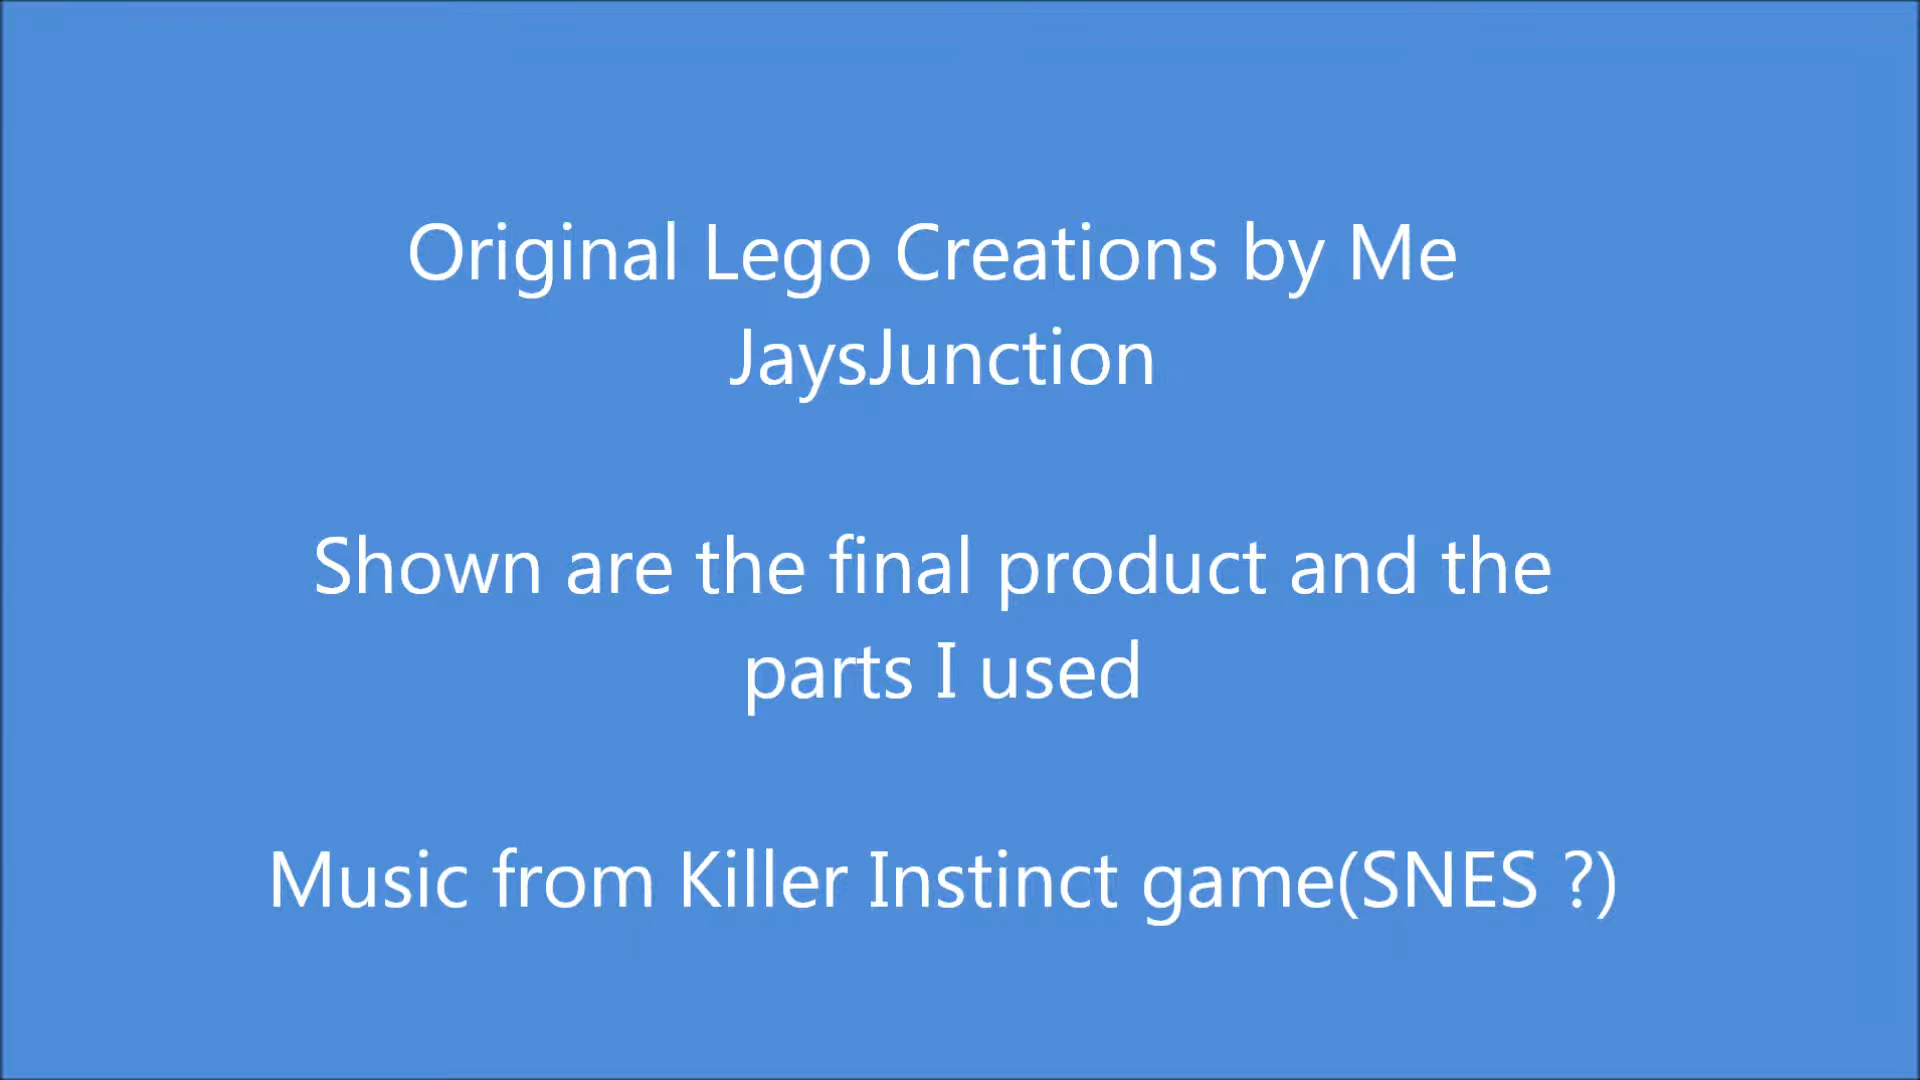 Original Lego Creations by Me
JaysJunction
Shown are the final product and the
parts I used
Music from Killer Instinct game(SNES ?)